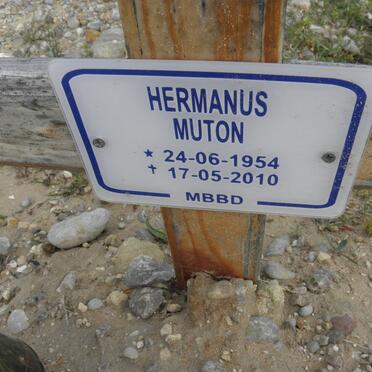 HERMANUS
MUTON
★ 24-06-1954
✝ 17-05-2010
MBBD